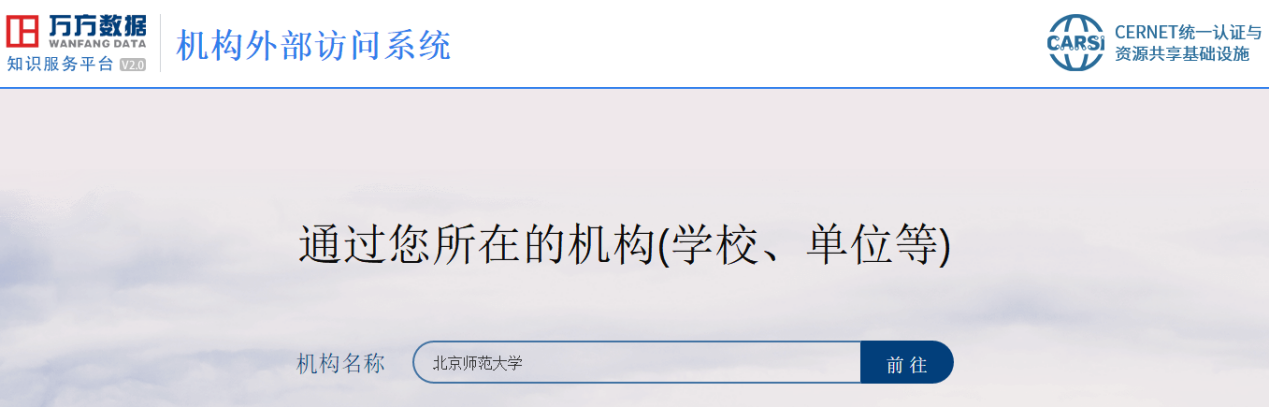 万方数据
WANFANG DATA
知识服务平台 V2.0
机构外部访问系统
CARSI
CERNET统一认证与
资源共享基础设施
通过您所在的机构(学校、单位等)
机构名称
北京师范大学
前往